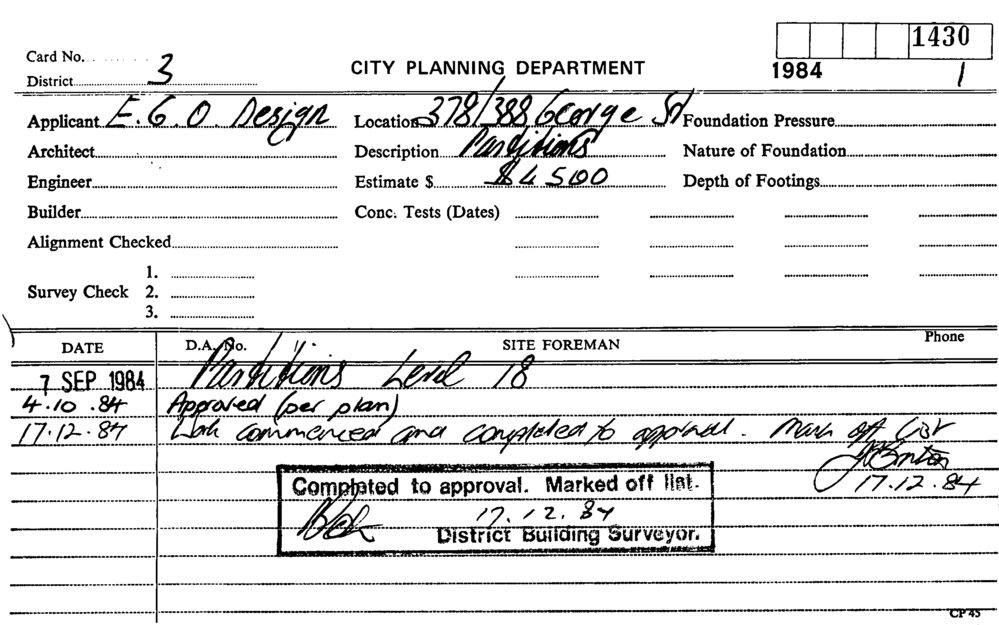 1430
Card No.
CITY PLANNING DEPARTMENT
1984 1
District 3
Applicant E.G.O. Design Location 378/388 George St Foundation Pressure
Architect Description Partitions Nature of Foundation
Engineer Estimate $ $4500 Depth of Footings
Builder Conc. Tests (Dates)
Alignment Checked
1.
Survey Check 2.
3.
DATE D.A. No. SITE FOREMAN Phone
7 SEP 1984 Partitions Level 18
4.10.84 Approved (per plan)
17.12.84 Work commenced and completed to approval. Mark off list
17.12.84
Completed to approval. Marked off list.
17.12.84
District Building Surveyor.
CP 45